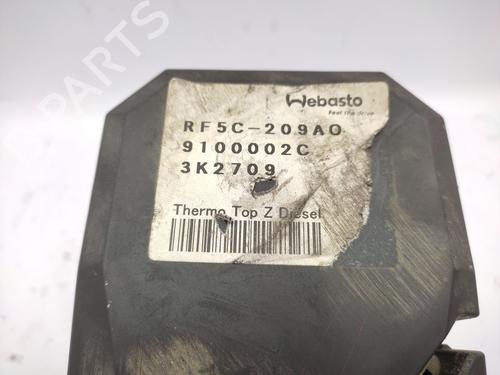 Webasto
Feel the drive
RF5C-209A0
9100002C
3K2709
Thermo Top Z Diesel
B-PARTS